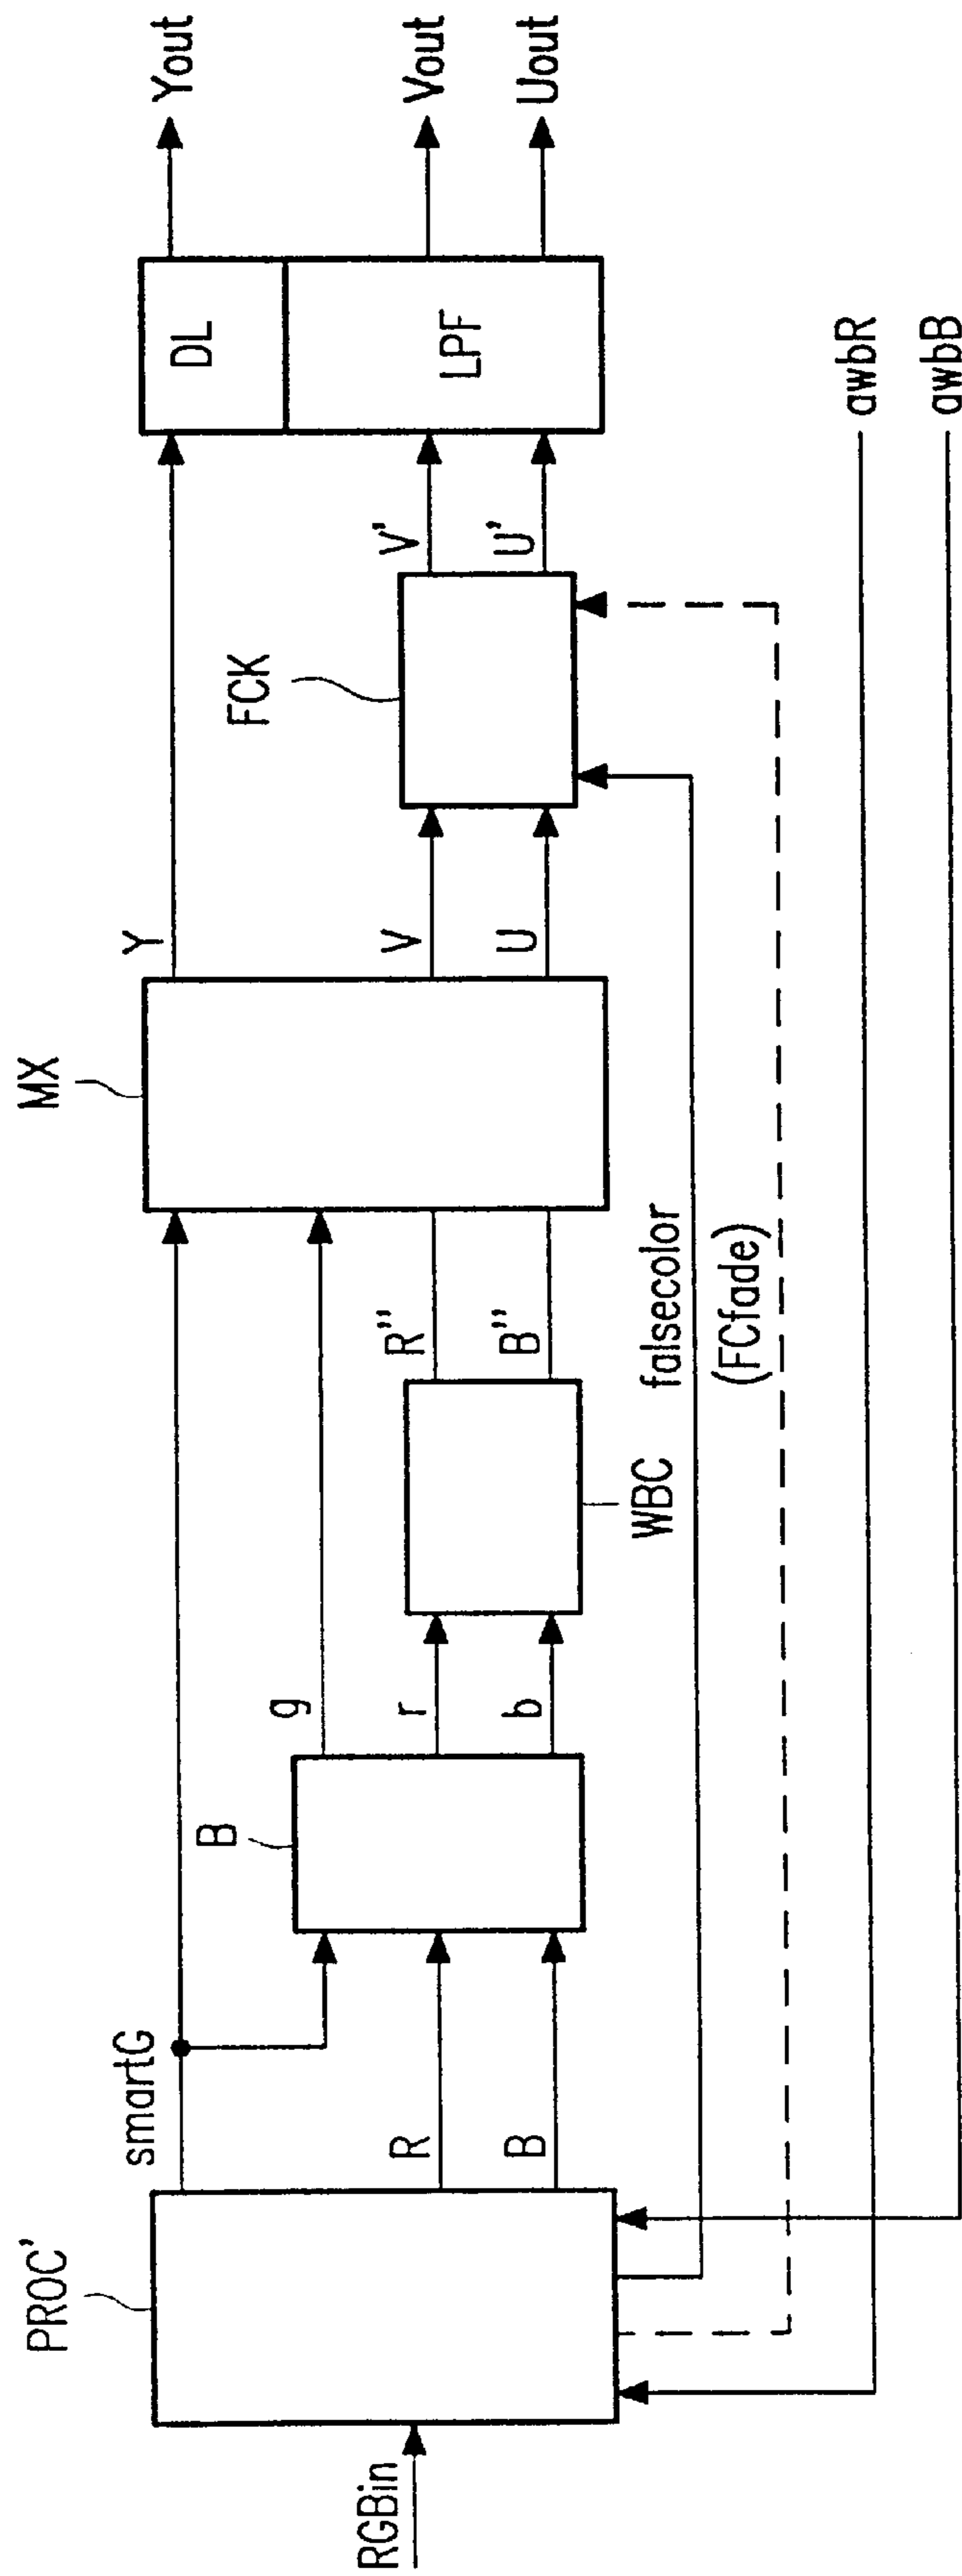 RGBin
PROC'
smartG
R
B
B
g
r
b
WBC
R''
B''
falsecolor
(FCfade)
MX
Y
V
U
FCK
V'
U'
DL
LPF
Yout
Vout
Uout
awbR
awbB